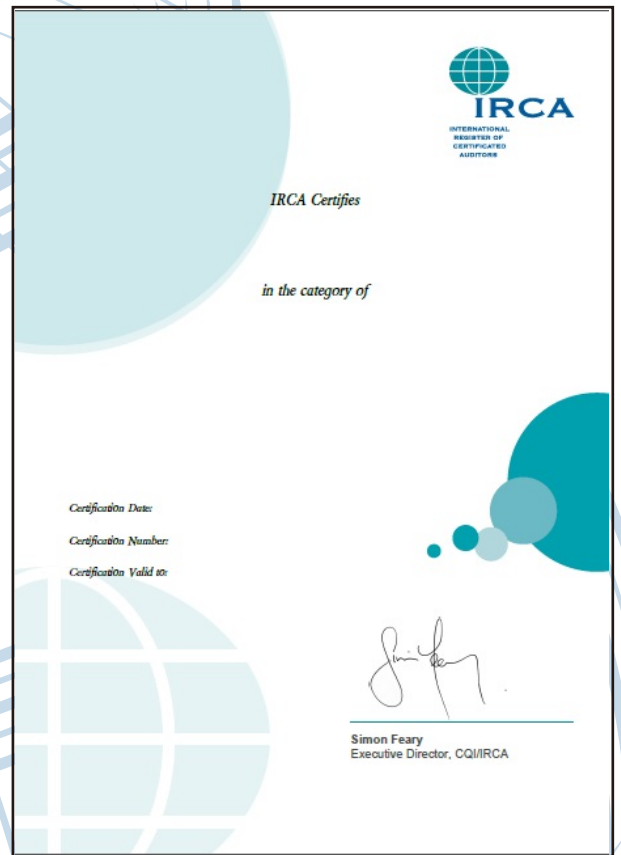 IRCA
INTERNATIONAL
REGISTER OF
CERTIFICATED
AUDITORS
IRCA Certifies
in the category of
Certification Date:
Certification Number:
Certification Valid to:
Simon Feary
Executive Director, CQI/IRCA